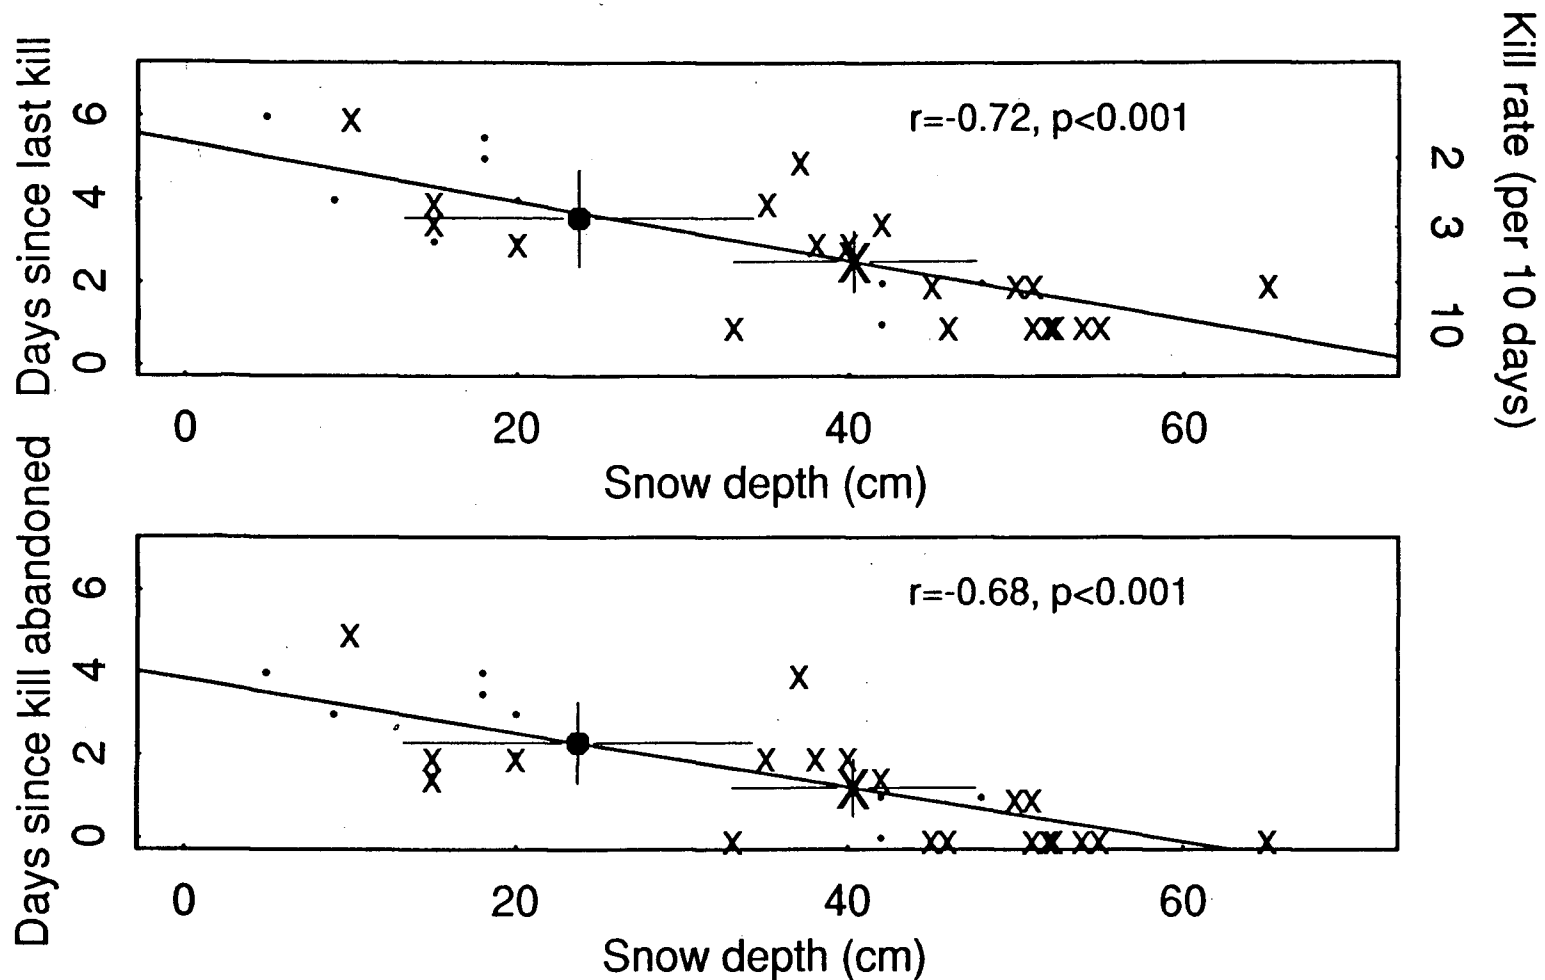 r=-0.72, p<0.001
Days since last kill
6
4
2
0
Kill rate (per 10 days)
2
3
10
0 20 40 60
Snow depth (cm)
r=-0.68, p<0.001
Days since kill abandoned
6
4
2
0
0 20 40 60
Snow depth (cm)